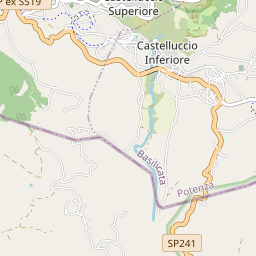 P ex SS19
Castelluccio
Superiore
Castelluccio
Inferiore
Basilicata
Potenza
SP241